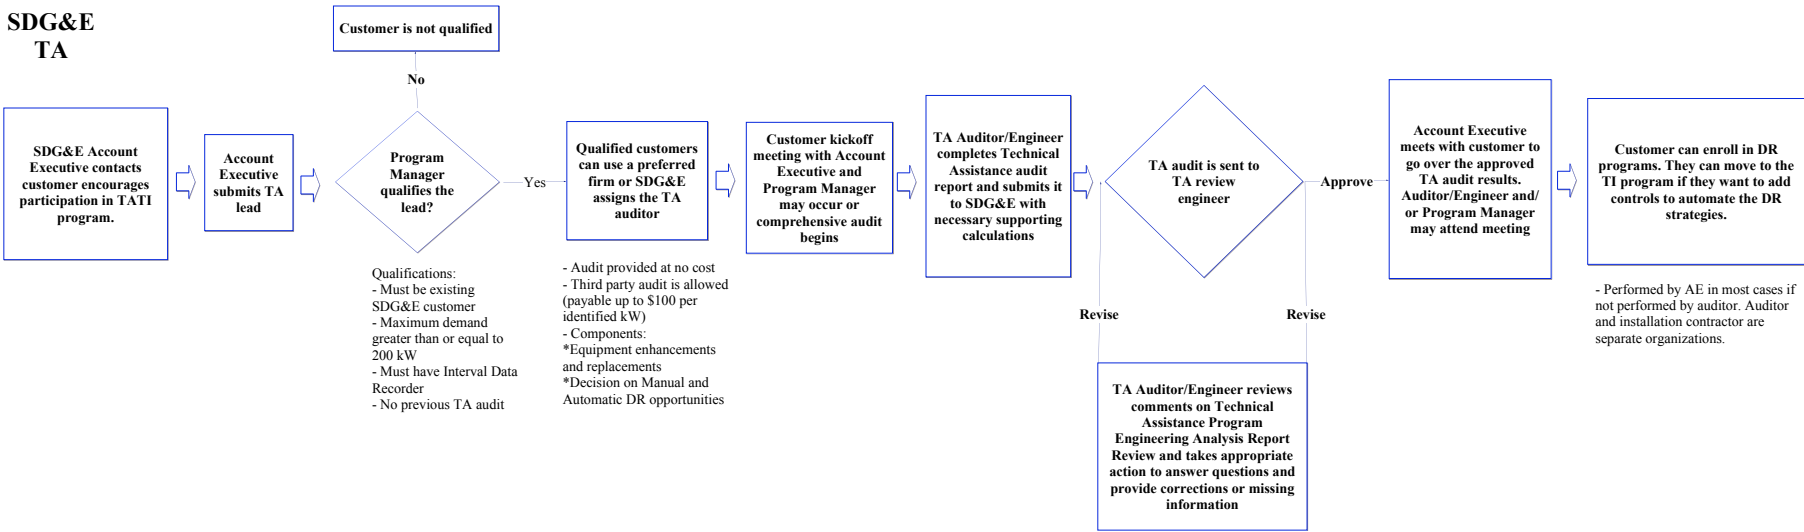 SDG&E
TA
Customer is not qualified
No
SDG&E Account
Executive contacts
customer encourages
participation in TATI
program.
Account
Executive
submits TA
lead
Program
Manager
qualifies the
lead?
Yes
Qualified customers
can use a preferred
firm or SDG&E
assigns the TA
auditor
Customer kickoff
meeting with Account
Executive and
Program Manager
may occur or
comprehensive audit
begins
TA Auditor/Engineer
completes Technical
Assistance audit
report and submits it
to SDG&E with
necessary supporting
calculations
TA audit is sent to
TA review
engineer
Approve
Account Executive
meets with customer to
go over the approved
TA audit results.
Auditor/Engineer and/
or Program Manager
may attend meeting
Customer can enroll in DR
programs. They can move to the
TI program if they want to add
controls to automate the DR
strategies.
Qualifications:
- Must be existing
SDG&E customer
- Maximum demand
greater than or equal to
200 kW
- Must have Interval Data
Recorder
- No previous TA audit
- Audit provided at no cost
- Third party audit is allowed
(payable up to $100 per
identified kW)
- Components:
*Equipment enhancements
and replacements
*Decision on Manual and
Automatic DR opportunities
Revise
Revise
- Performed by AE in most cases if
not performed by auditor. Auditor
and installation contractor are
separate organizations.
TA Auditor/Engineer reviews
comments on Technical
Assistance Program
Engineering Analysis Report
Review and takes appropriate
action to answer questions and
provide corrections or missing
information